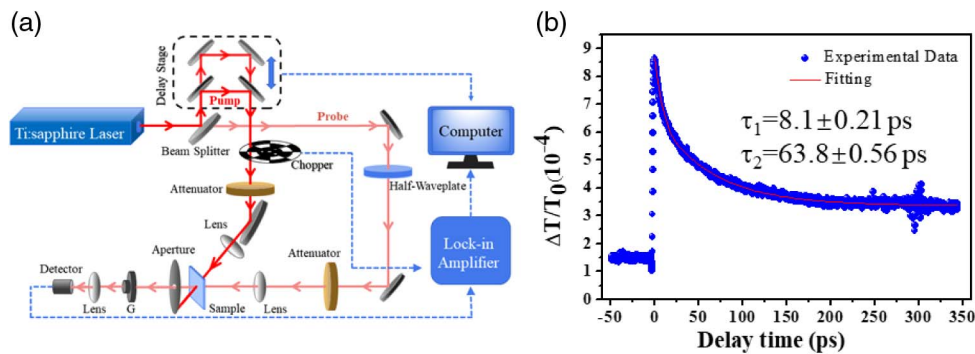 (a)
Delay Stage
Pump
Ti:sapphire Laser
Probe
Beam Splitter
Chopper
Computer
Half-Waveplate
Attenuator
Lens
Lock-in
Amplifier
Aperture
Attenuator
Detector
Lens
G
Sample
Lens
(b)
Experimental Data
Fitting
τ1=8.1±0.21 ps
τ2=63.8±0.56 ps
ΔT/T0(10-4)
9
8
7
6
5
4
3
2
1
0
-50 0 50 100 150 200 250 300 350
Delay time (ps)